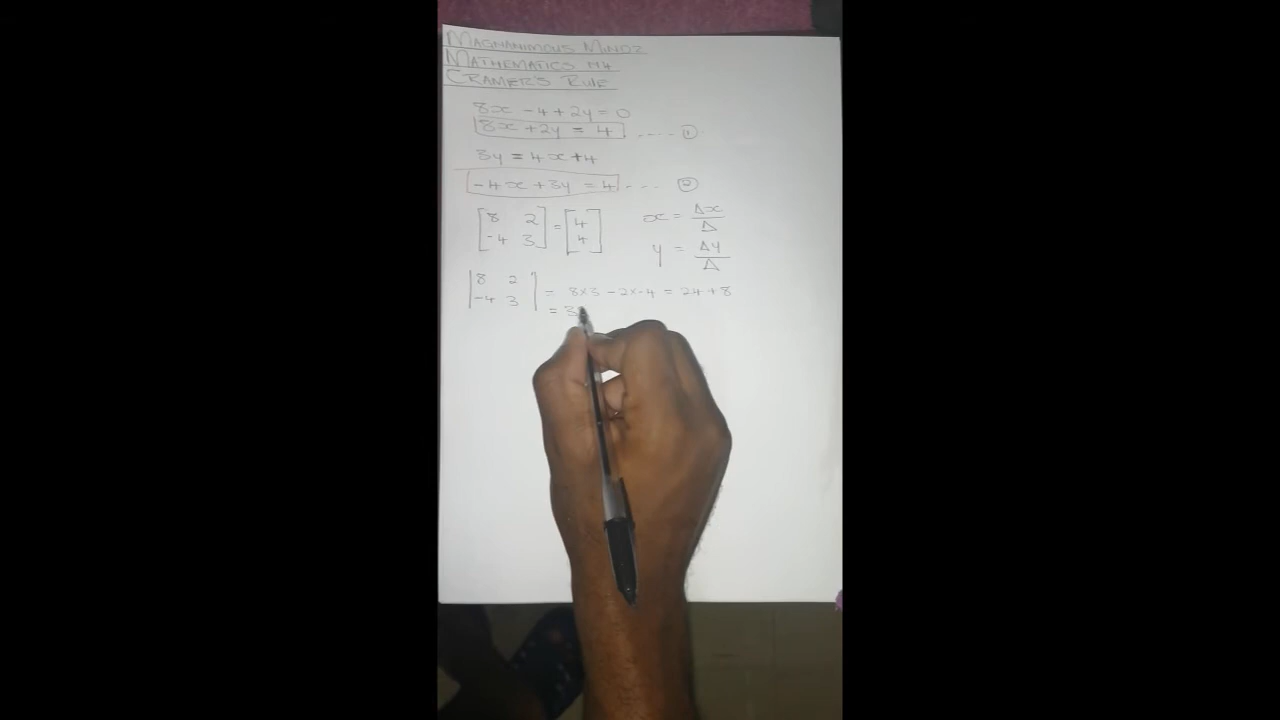 MAGNANIMOUS MINDZ
MATHEMATICS N4
CRAMER'S RULE
8x - 4 + 2y = 0
8x + 2y = 4 ..... ①
3y = 4x + 4
-4x + 3y = 4 ... ②
[8 2] = [4] x = Δx/Δ
[-4 3] [4] y = Δy/Δ
|8 2|
|-4 3| = 8×3 - 2×-4 = 24 + 8
= 3